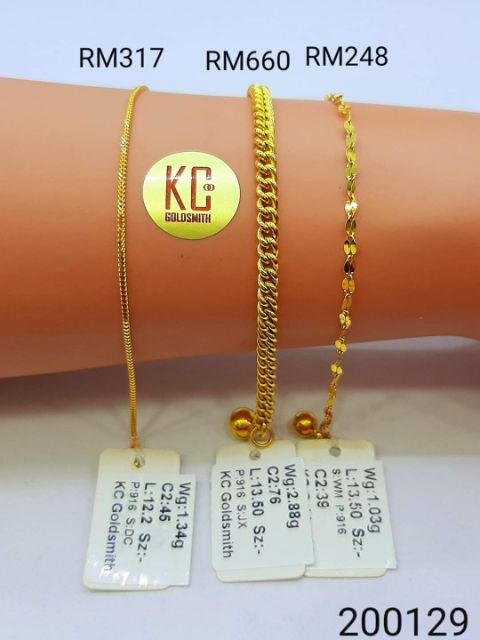 RM317
RM660
RM248
KC
GOLDSMITH
Wg:1.34g
C2:45
L:12.2 Sz:-
P:916 S:DC
KC Goldsmith
Wg:2.88g
C2:76
L:13.50 Sz:-
P:916 S:JX
KC Goldsmith
Wg:1.03g
L:13.50 Sz:-
S:WM P:916
C2:39
200129